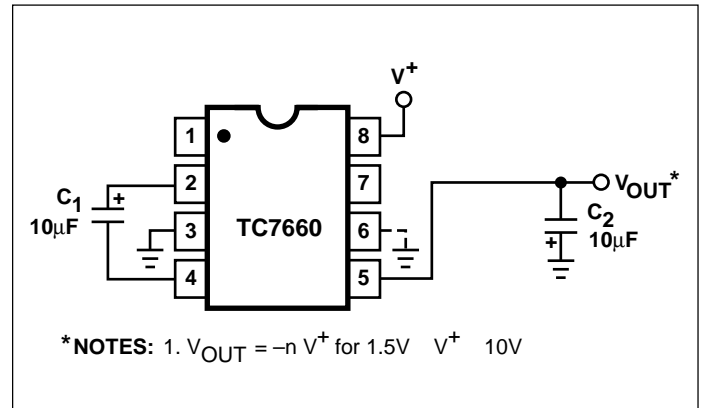 V+
1
8
2
7
C1
+
10µF
TC7660
3
6
4
5
VOUT*
C2
+
10µF
*NOTES: 1. VOUT = –n V+ for 1.5V V+ 10V